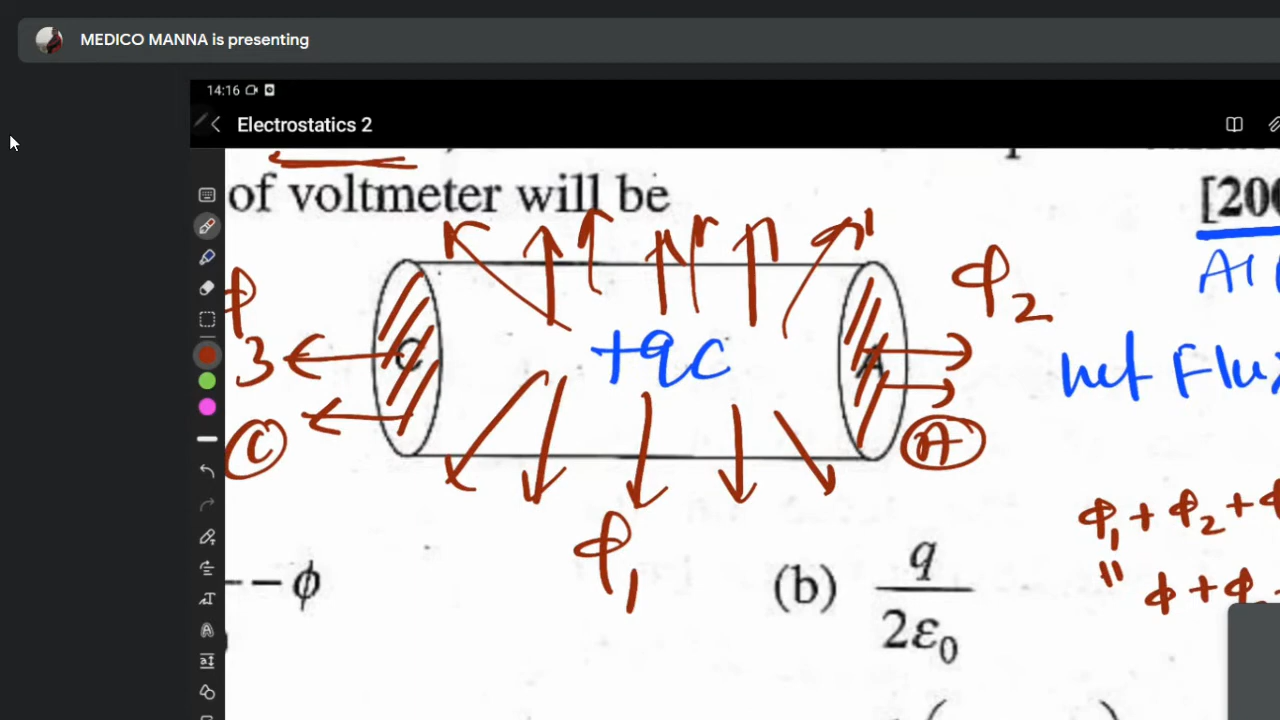 MEDICO MANNA is presenting
14:16
Electrostatics 2
of voltmeter will be
[200
φ2
φ
3
C
+qc
A
net Flux
C
A
φ1
φ1 + φ2 + φ
" φ + φ
-- ϕ
(b) q
2ε0